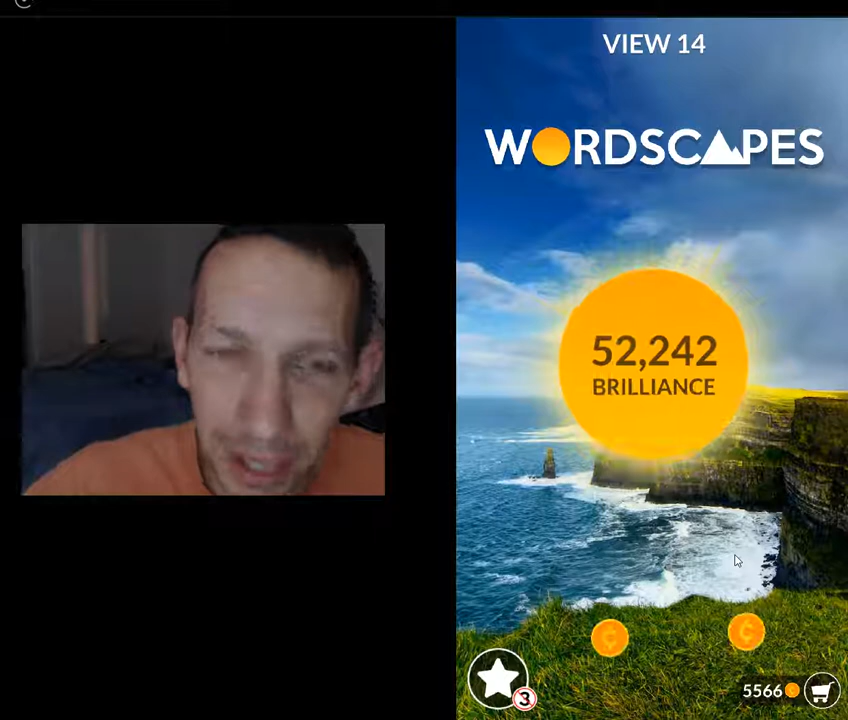 VIEW 14
WORDSCAPES
52,242
BRILLIANCE
¢ ¢
3
5566